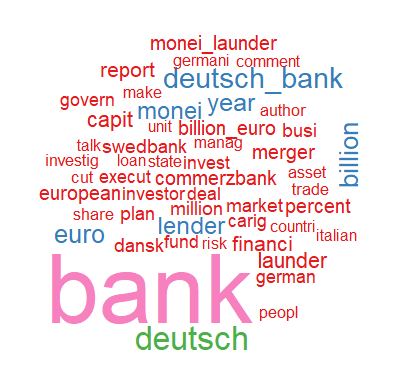 monei_launder
germani comment
report deutsch_bank
make
govern monei year author
capit unit billion_euro busi
talk swedbank manag merger billion
investig loan state invest asset
cut execut commerzbank trade
european investor deal
share plan million market percent
euro lender carig countri italian
dansk fund risk financi
launder
bank german
peopl
deutsch